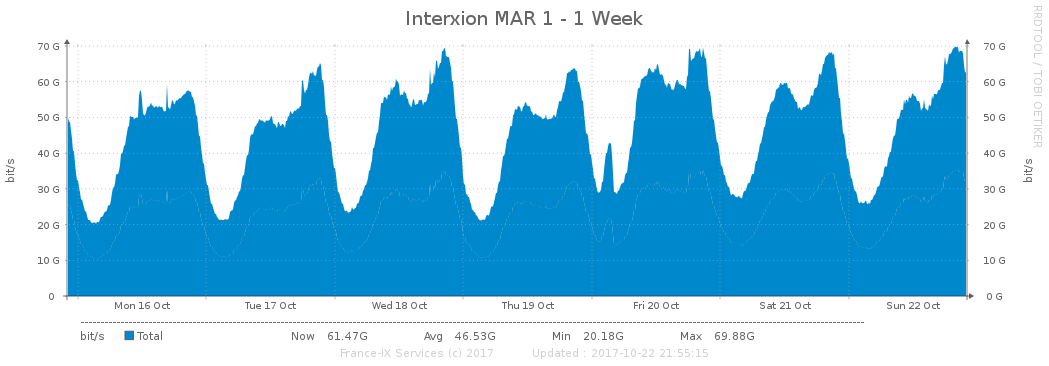 Interxion MAR 1 - 1 Week
RRDTOOL / TOBI OETIKER
bit/s
bit/s
70 G 70 G
60 G 60 G
50 G 50 G
40 G 40 G
30 G 30 G
20 G 20 G
10 G 10 G
0 0 G
Mon 16 Oct Tue 17 Oct Wed 18 Oct Thu 19 Oct Fri 20 Oct Sat 21 Oct Sun 22 Oct
bit/s Total Now 61.47G Avg 46.53G Min 20.18G Max 69.88G
France-IX Services (c) 2017 Updated : 2017-10-22 21:55:15